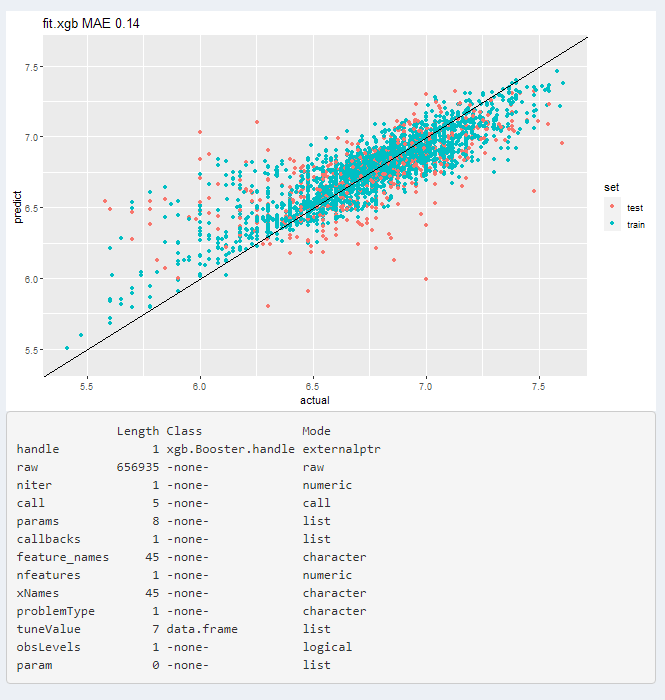 fit.xgb MAE 0.14
7.5
7.0
6.5
6.0
5.5
predict
5.5 6.0 6.5 7.0 7.5
actual
set
test
train
Length Class Mode
handle 1 xgb.Booster.handle externalptr
raw 656935 -none- raw
niter 1 -none- numeric
call 5 -none- call
params 8 -none- list
callbacks 1 -none- list
feature_names 45 -none- character
nfeatures 1 -none- numeric
xNames 45 -none- character
problemType 1 -none- character
tuneValue 7 data.frame list
obsLevels 1 -none- logical
param 0 -none- list